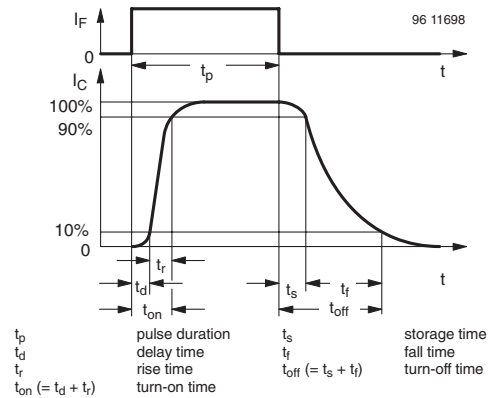 I_F
96 11698
0
t_p
t
I_C
100%
90%
10%
0
t_r
t_d
t_s
t_f
t
t_on
t_off
t_p pulse duration t_s storage time
t_d delay time t_f fall time
t_r rise time t_off (= t_s + t_f) turn-off time
t_on (= t_d + t_r) turn-on time